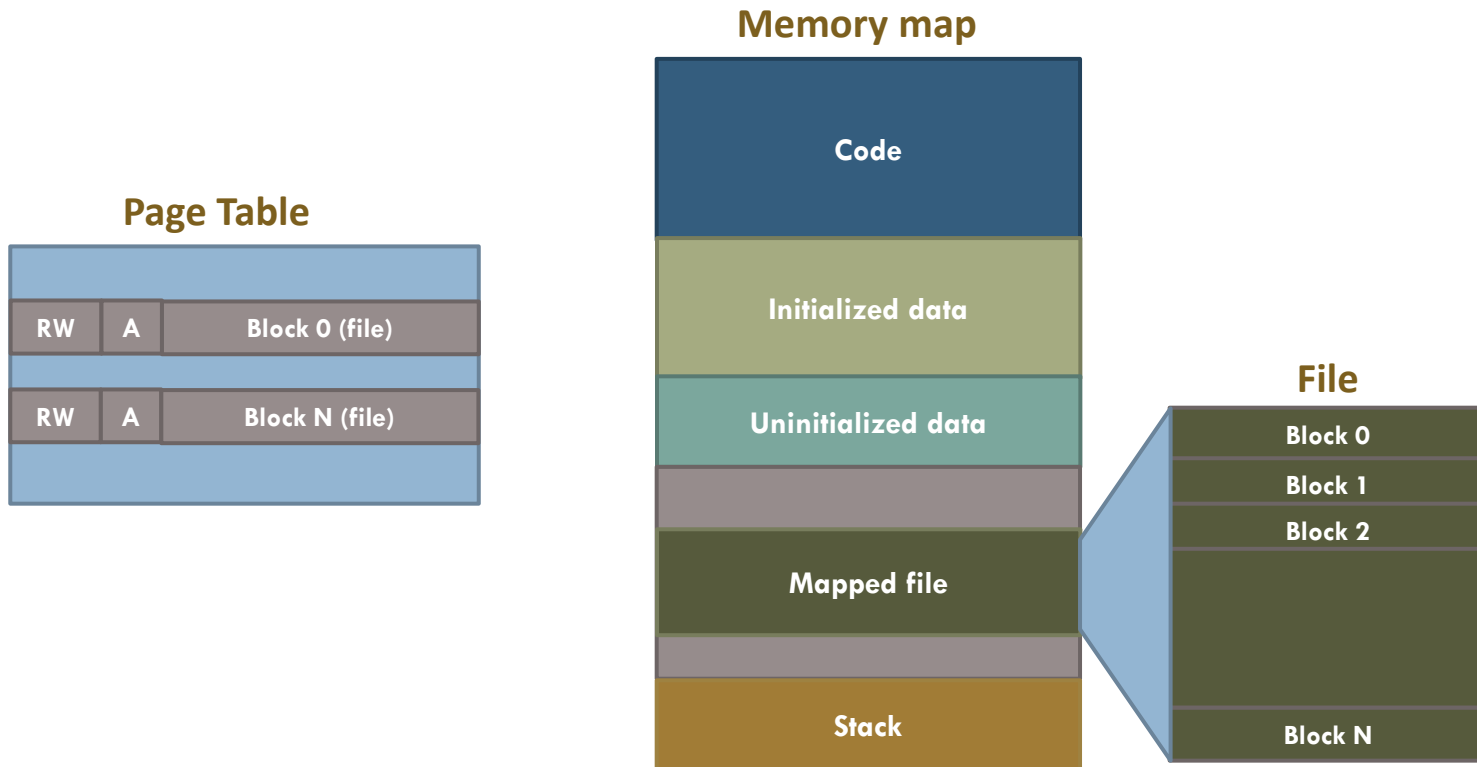 Memory map
Code
Page Table
RW A Block 0 (file)
RW A Block N (file)
Initialized data
Uninitialized data
Mapped file
Stack
File
Block 0
Block 1
Block 2
Block N